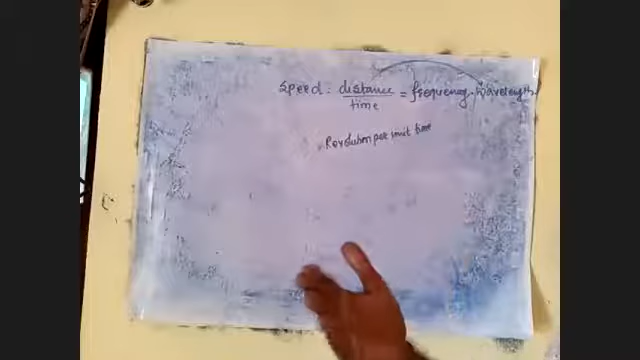 Speed : distance/time = frequency . wavelength
Revolution per unit time